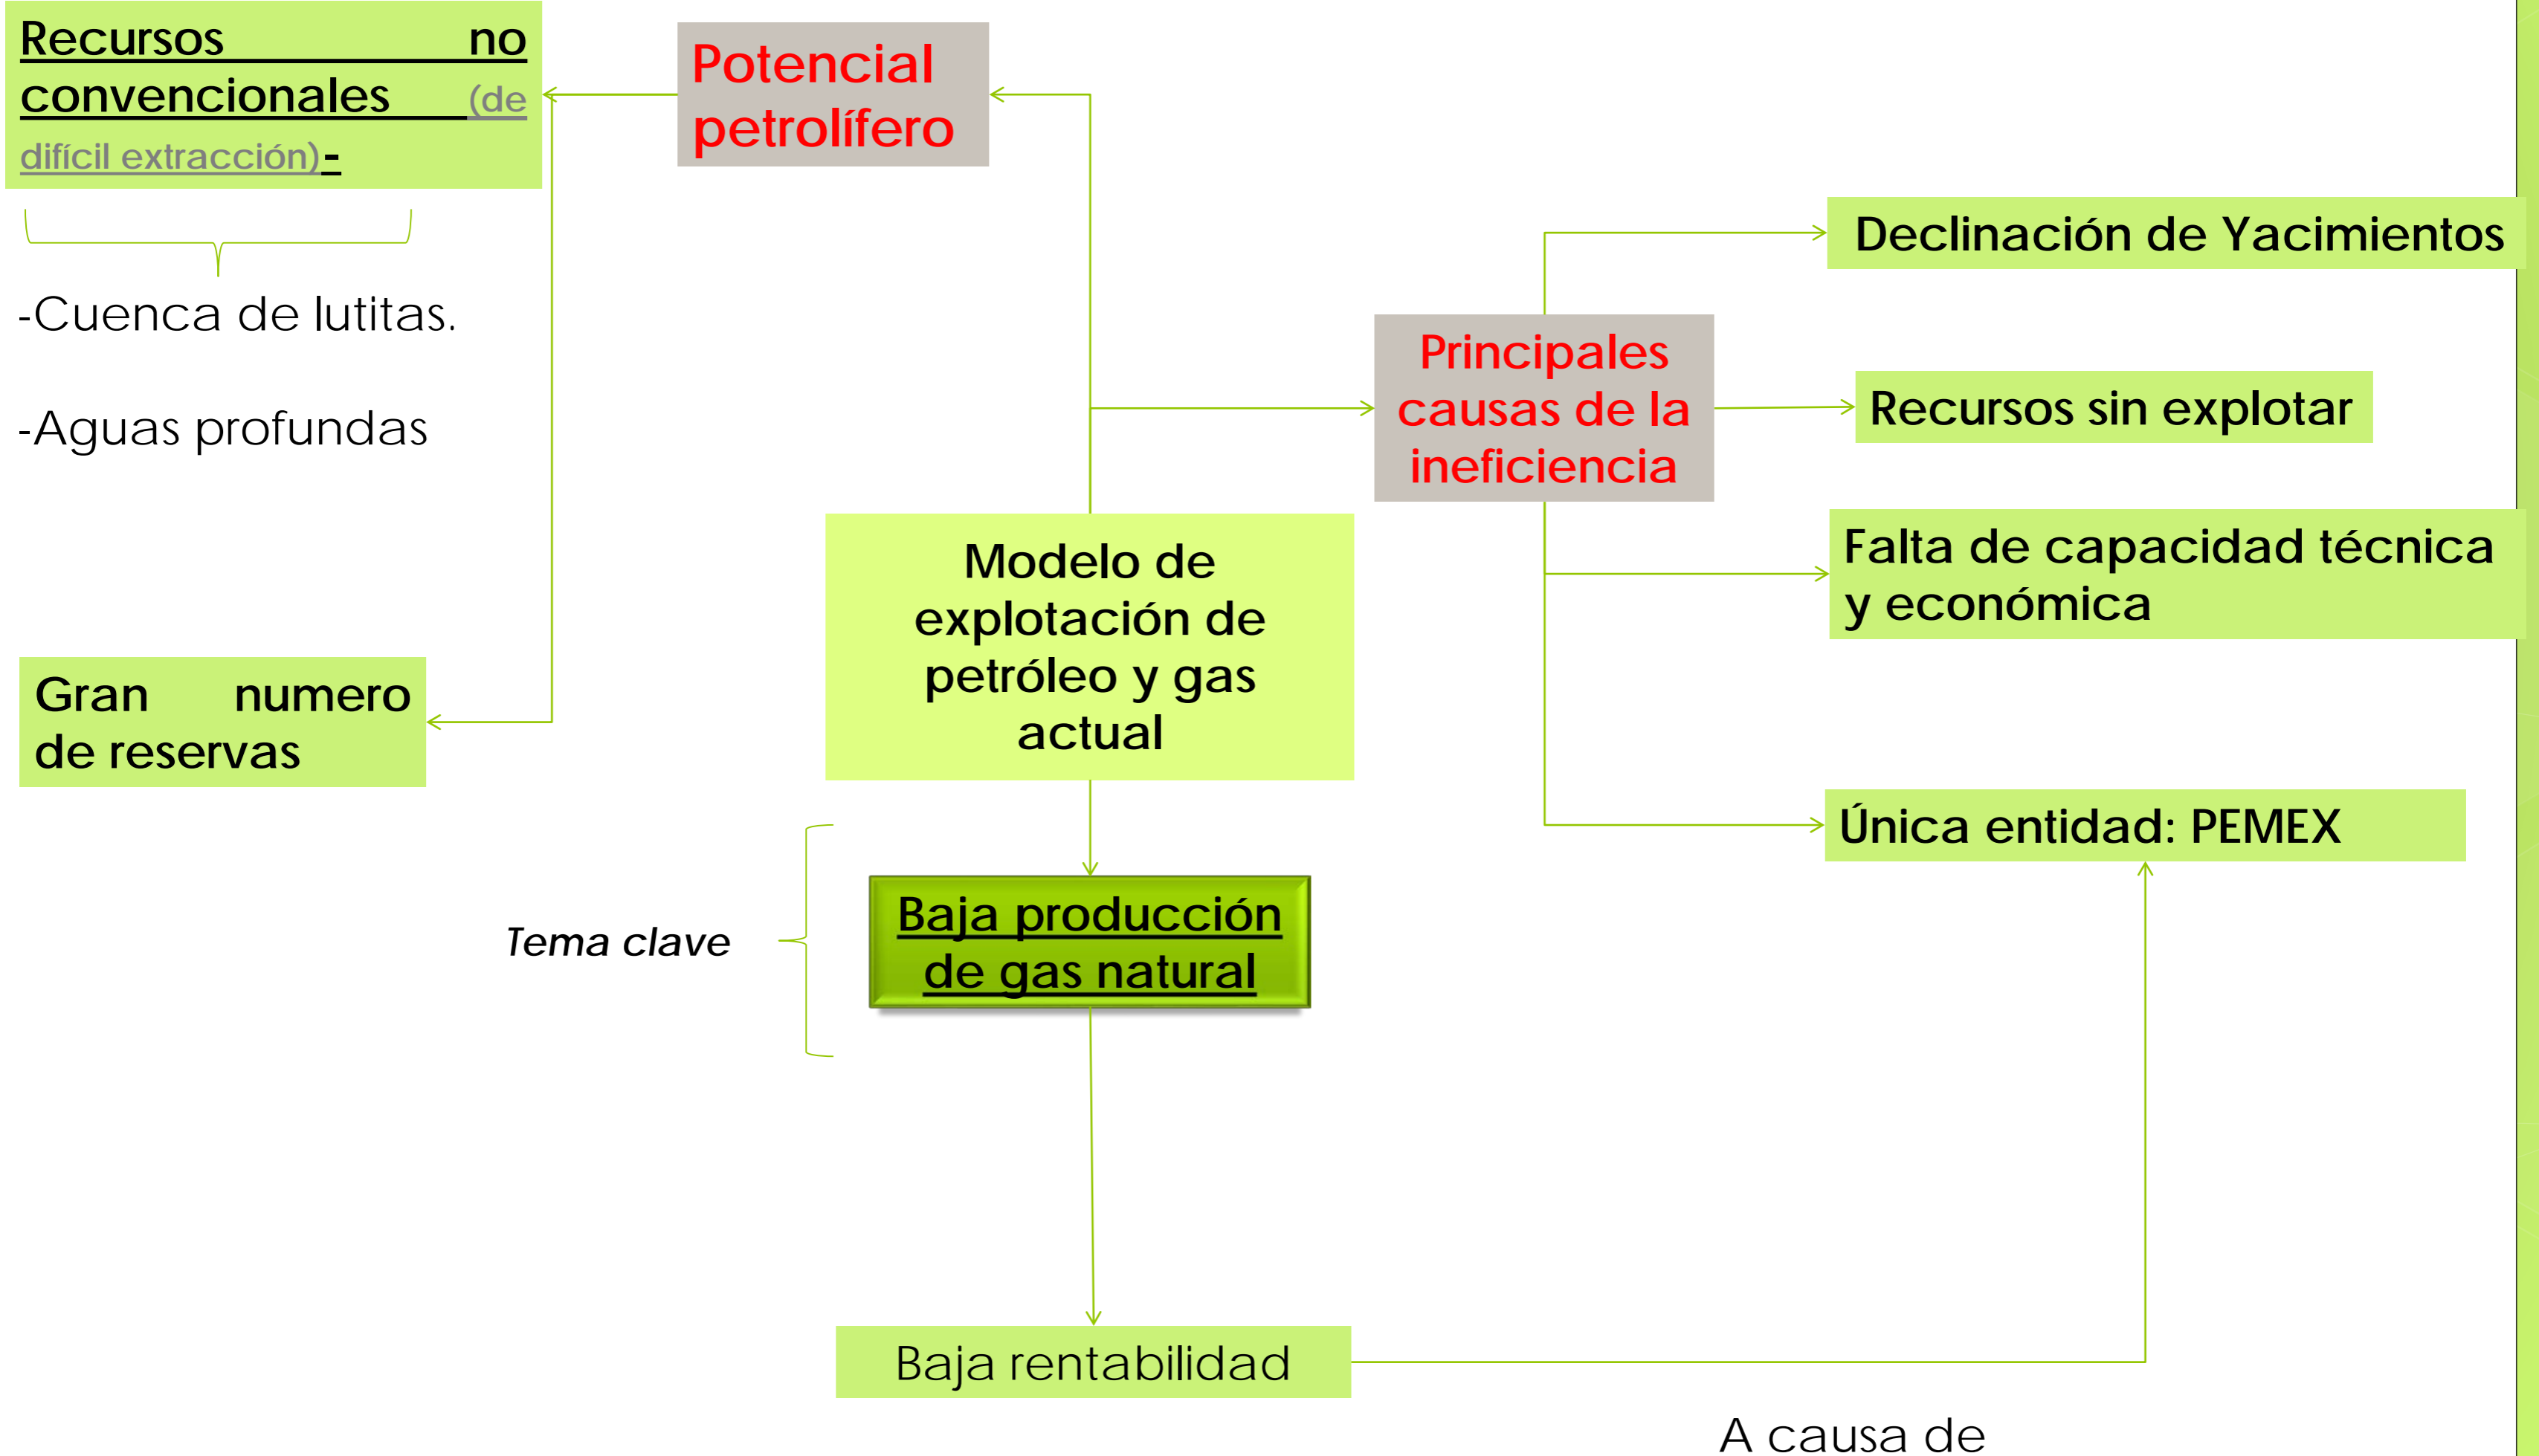 Recursos no
convencionales (de
difícil extracción)-
-Cuenca de lutitas.
-Aguas profundas
Gran numero
de reservas
Potencial
petrolífero
Modelo de
explotación de
petróleo y gas
actual
Tema clave
Baja producción
de gas natural
Baja rentabilidad
Principales
causas de la
ineficiencia
Declinación de Yacimientos
Recursos sin explotar
Falta de capacidad técnica
y económica
Única entidad: PEMEX
A causa de